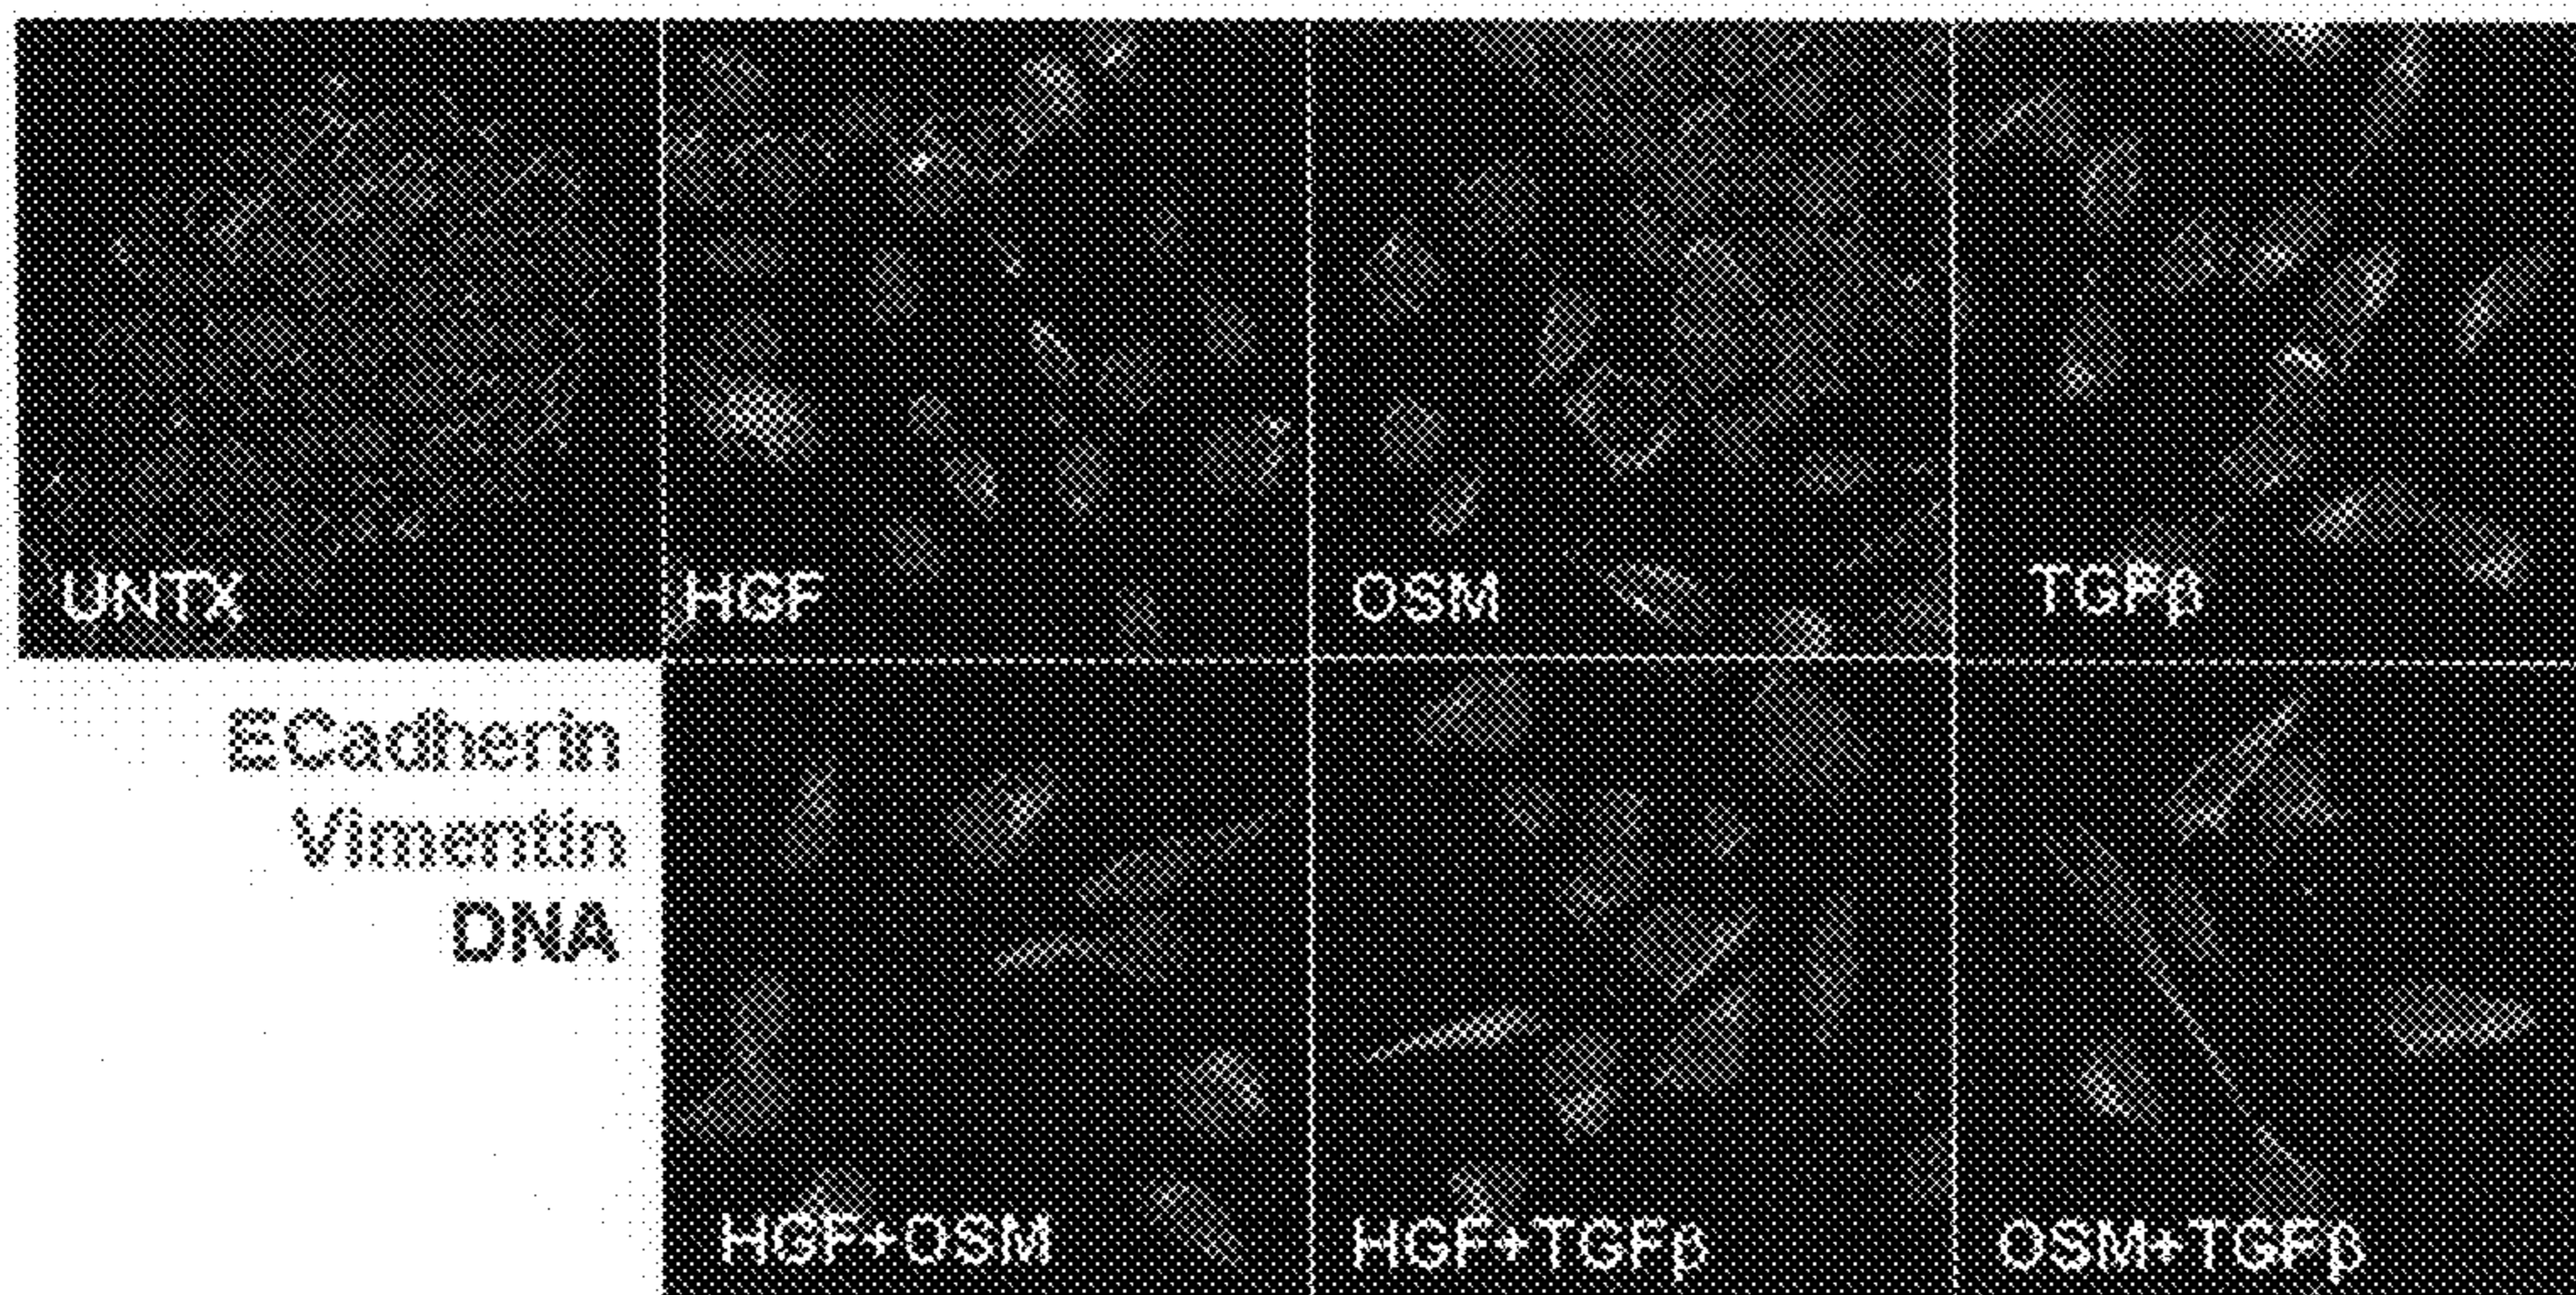 UNTX
HGF
OSM
TGFβ
ECadherin
Vimentin
DNA
HGF+OSM
HGF+TGFβ
OSM+TGFβ